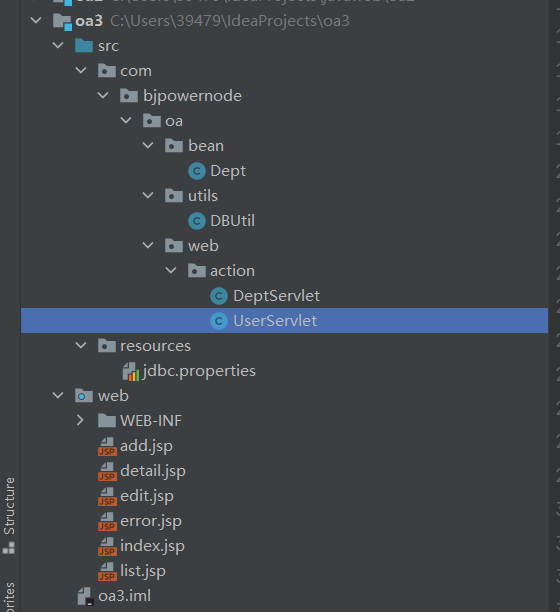 oa3 C:\Users\39479\IdeaProjects\oa3
src
com
bjpowernode
oa
bean
Dept
utils
DBUtil
web
action
DeptServlet
UserServlet
resources
jdbc.properties
web
WEB-INF
add.jsp
detail.jsp
edit.jsp
error.jsp
index.jsp
list.jsp
oa3.iml
Structure